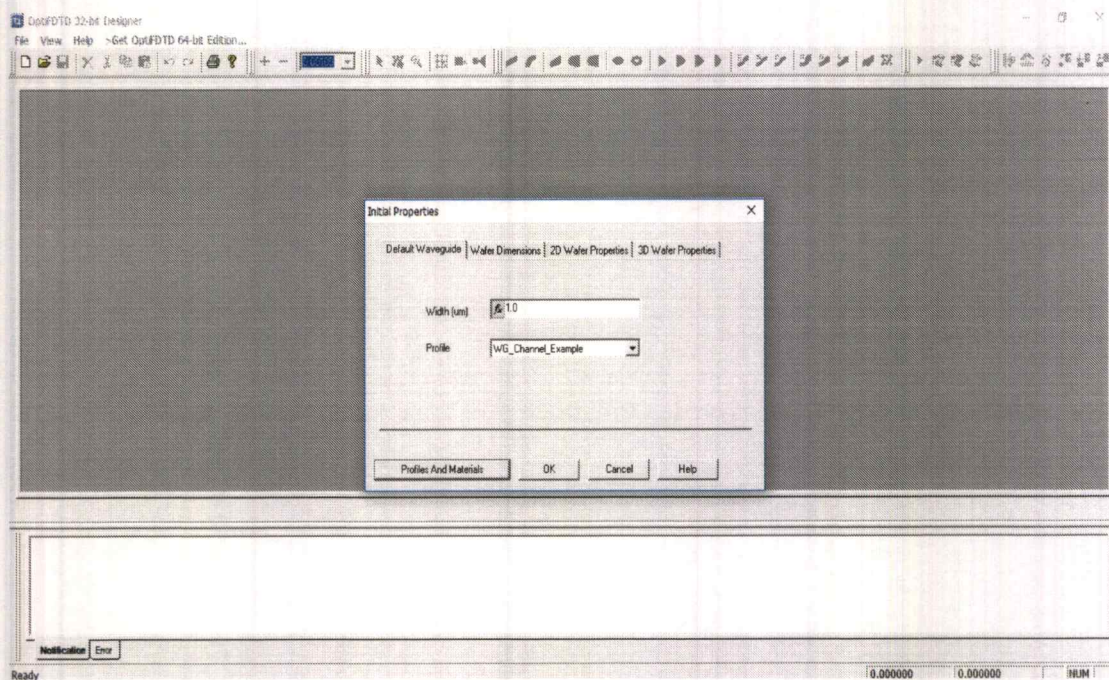 OptiFDTD 32-bit Designer
File View Help >Get OptiFDTD 64-bit Edition...
Initial Properties
Default Waveguide Wafer Dimensions 2D Wafer Properties 3D Wafer Properties
Width [um] 1.0
Profile WG_Channel_Example
Profiles And Materials OK Cancel Help
Notification Error
Ready 0.000000 0.000000 NUM